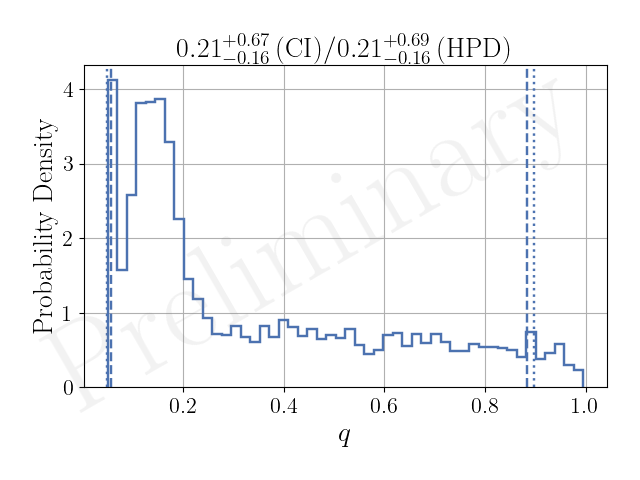 0.21^{+0.67}_{-0.16} (CI)/0.21^{+0.69}_{-0.16} (HPD)
Probability Density
4
3
2
1
0
0.2 0.4 0.6 0.8 1.0
q
Preliminary